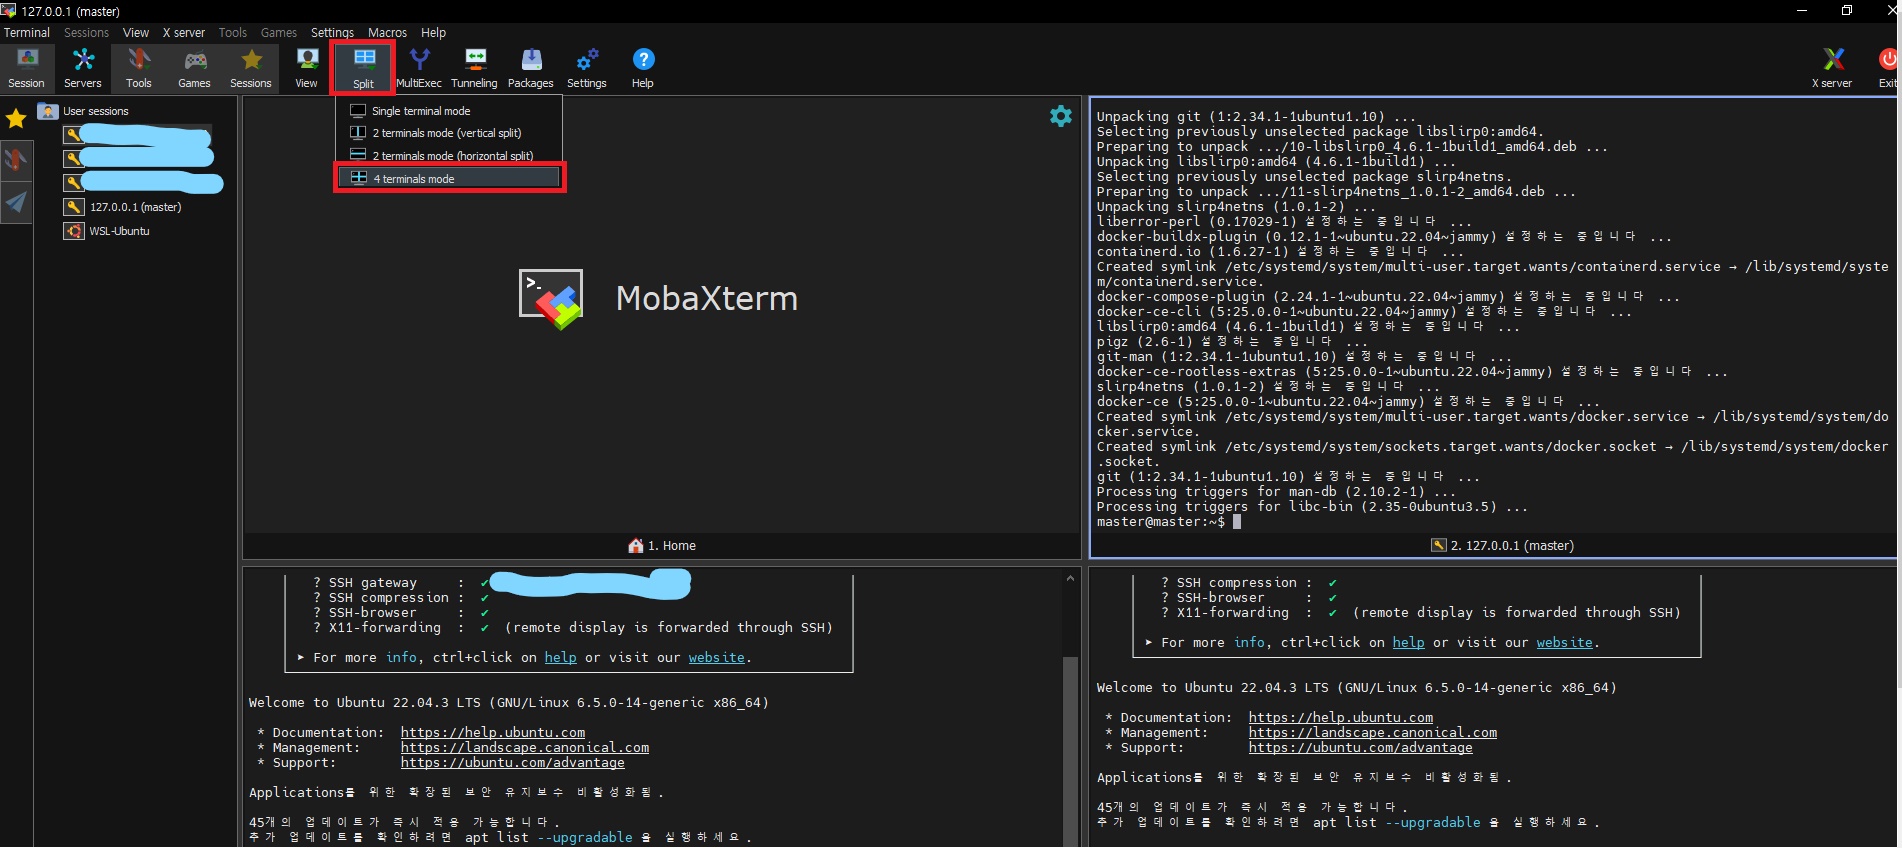 127.0.0.1 (master)
Terminal Sessions View X server Tools Games Settings Macros Help
Session Servers Tools Games Sessions View Split MultiExec Tunneling Packages Settings Help X server Exit
User sessions
127.0.0.1 (master)
WSL-Ubuntu
Single terminal mode
2 terminals mode (vertical split)
2 terminals mode (horizontal split)
4 terminals mode
>_.
MobaXterm
1. Home
Unpacking git (1:2.34.1-1ubuntu1.10) ...
Selecting previously unselected package libslirp0:amd64.
Preparing to unpack .../10-libslirp0_4.6.1-1build1_amd64.deb ...
Unpacking libslirp0:amd64 (4.6.1-1build1) ...
Selecting previously unselected package slirp4netns.
Preparing to unpack .../11-slirp4netns_1.0.1-2_amd64.deb ...
Unpacking slirp4netns (1.0.1-2) ...
liberror-perl (0.17029-1) 설정하는 중입니다 ...
docker-buildx-plugin (0.12.1-1~ubuntu.22.04~jammy) 설정하는 중입니다 ...
containerd.io (1.6.27-1) 설정하는 중입니다 ...
Created symlink /etc/systemd/system/multi-user.target.wants/containerd.service → /lib/systemd/syste
m/containerd.service.
docker-compose-plugin (2.24.1-1~ubuntu.22.04~jammy) 설정하는 중입니다 ...
docker-ce-cli (5:25.0.0-1~ubuntu.22.04~jammy) 설정하는 중입니다 ...
libslirp0:amd64 (4.6.1-1build1) 설정하는 중입니다 ...
pigz (2.6-1) 설정하는 중입니다 ...
git-man (1:2.34.1-1ubuntu1.10) 설정하는 중입니다 ...
docker-ce-rootless-extras (5:25.0.0-1~ubuntu.22.04~jammy) 설정하는 중입니다 ...
slirp4netns (1.0.1-2) 설정하는 중입니다 ...
docker-ce (5:25.0.0-1~ubuntu.22.04~jammy) 설정하는 중입니다 ...
Created symlink /etc/systemd/system/multi-user.target.wants/docker.service → /lib/systemd/system/do
cker.service.
Created symlink /etc/systemd/system/sockets.target.wants/docker.socket → /lib/systemd/system/docker
.socket.
git (1:2.34.1-1ubuntu1.10) 설정하는 중입니다 ...
Processing triggers for man-db (2.10.2-1) ...
Processing triggers for libc-bin (2.35-0ubuntu3.5) ...
master@master:~$
2. 127.0.0.1 (master)
? SSH gateway : ✔
? SSH compression : ✔
? SSH-browser : ✔
? X11-forwarding : ✔ (remote display is forwarded through SSH)
► For more info, ctrl+click on help or visit our website.
Welcome to Ubuntu 22.04.3 LTS (GNU/Linux 6.5.0-14-generic x86_64)
* Documentation: https://help.ubuntu.com
* Management: https://landscape.canonical.com
* Support: https://ubuntu.com/advantage
Applications를 위한 확장된 보안 유지보수 비활성화됨.
45개의 업데이트가 즉시 적용 가능합니다.
추가 업데이트를 확인하려면 apt list --upgradable 을 실행하세요.
? SSH compression : ✔
? SSH-browser : ✔
? X11-forwarding : ✔ (remote display is forwarded through SSH)
► For more info, ctrl+click on help or visit our website.
Welcome to Ubuntu 22.04.3 LTS (GNU/Linux 6.5.0-14-generic x86_64)
* Documentation: https://help.ubuntu.com
* Management: https://landscape.canonical.com
* Support: https://ubuntu.com/advantage
Applications를 위한 확장된 보안 유지보수 비활성화됨.
45개의 업데이트가 즉시 적용 가능합니다.
추가 업데이트를 확인하려면 apt list --upgradable 을 실행하세요.